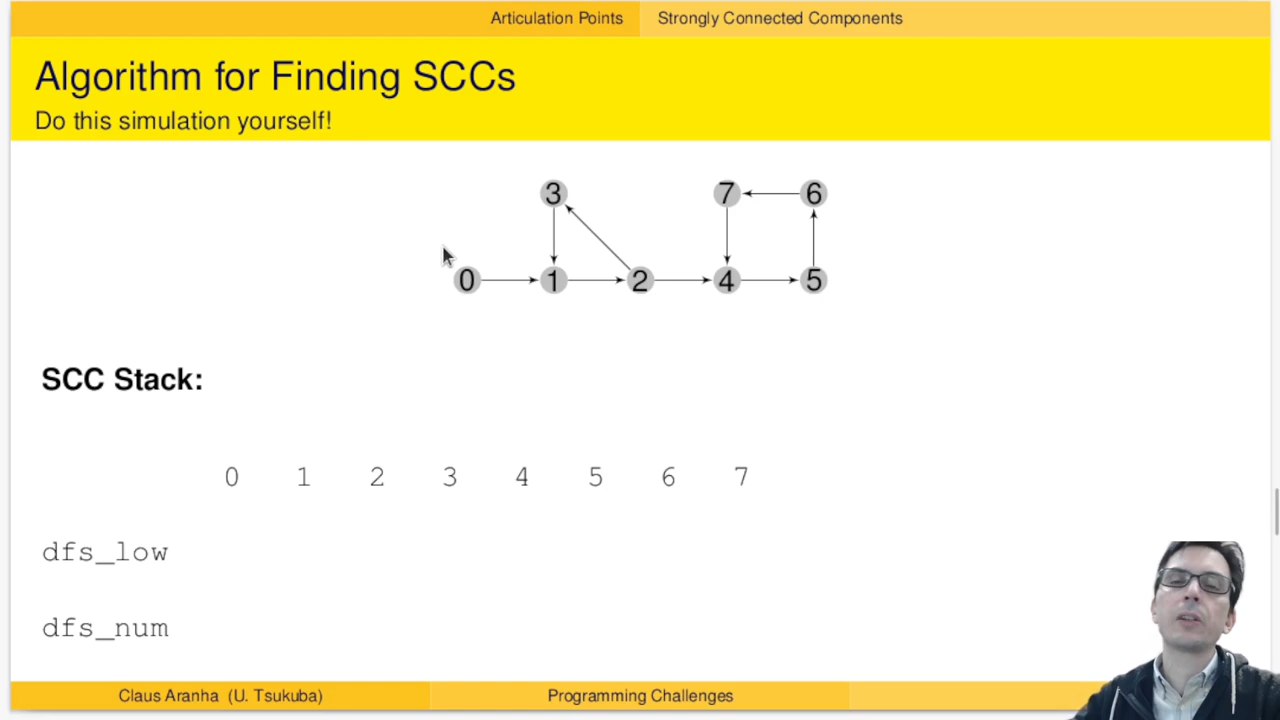 Articulation Points Strongly Connected Components
Algorithm for Finding SCCs
Do this simulation yourself!
3 7 6
0 1 2 4 5
SCC Stack:
0 1 2 3 4 5 6 7
dfs_low
dfs_num
Claus Aranha (U. Tsukuba) Programming Challenges